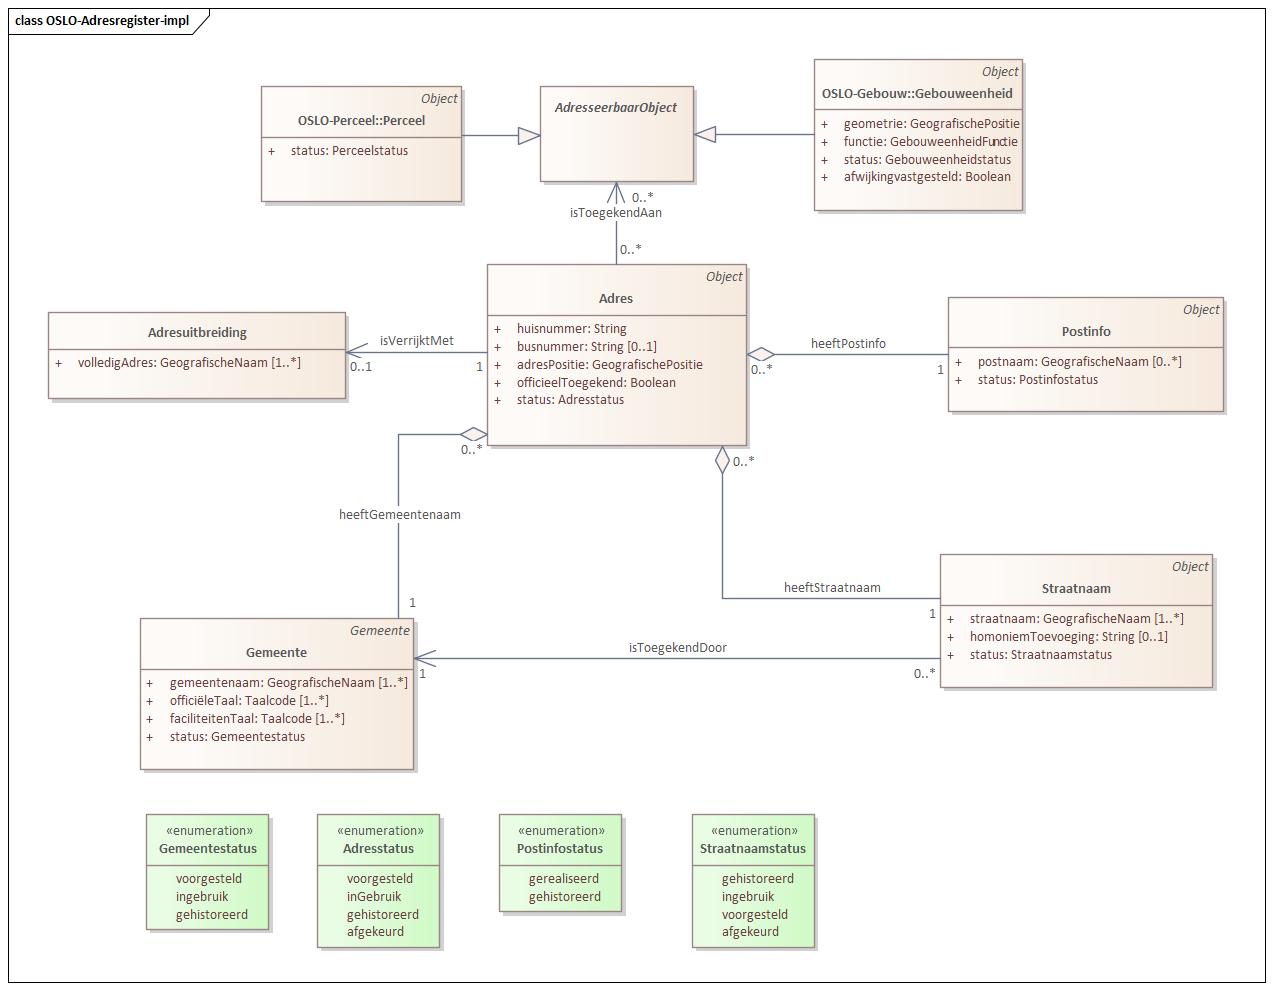 class OSLO-Adresregister-impl
Object
OSLO-Perceel::Perceel
+ status: Perceelstatus
AdresseerbaarObject
Object
OSLO-Gebouw::Gebouweenheid
+ geometrie: GeografischePositie
+ functie: GebouweenheidFunctie
+ status: Gebouweenheidstatus
+ afwijkingvastgesteld: Boolean
0..*
isToegekendAan
0..*
Object
Adres
+ huisnummer: String
+ busnummer: String [0..1]
+ adresPositie: GeografischePositie
+ officieelToegekend: Boolean
+ status: Adresstatus
Adresuitbreiding
+ volledigAdres: GeografischeNaam [1..*]
isVerrijktMet
0..1
1
Object
Postinfo
+ postnaam: GeografischeNaam [0..*]
+ status: Postinfostatus
heeftPostinfo
0..*
1
0..*
heeftGemeentenaam
1
0..*
heeftStraatnaam
1
Object
Straatnaam
+ straatnaam: GeografischeNaam [1..*]
+ homoniemToevoeging: String [0..1]
+ status: Straatnaamstatus
Gemeente
Gemeente
+ gemeentenaam: GeografischeNaam [1..*]
+ officiëleTaal: Taalcode [1..*]
+ faciliteitenTaal: Taalcode [1..*]
+ status: Gemeentestatus
isToegekendDoor
1
0..*
«enumeration»
Gemeentestatus
voorgesteld
ingebruik
gehistoreerd
«enumeration»
Adresstatus
voorgesteld
inGebruik
gehistoreerd
afgekeurd
«enumeration»
Postinfostatus
gerealiseerd
gehistoreerd
«enumeration»
Straatnaamstatus
gehistoreerd
ingebruik
voorgesteld
afgekeurd